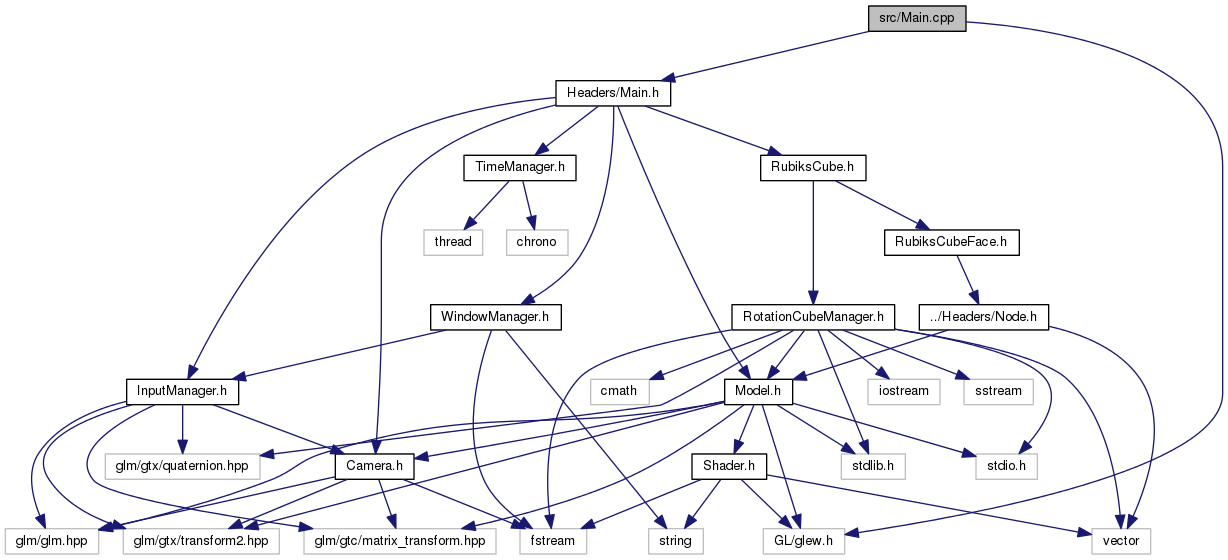 src/Main.cpp
Headers/Main.h
TimeManager.h
RubiksCube.h
thread
chrono
RubiksCubeFace.h
WindowManager.h
RotationCubeManager.h
../Headers/Node.h
InputManager.h
cmath
Model.h
iostream
sstream
glm/gtx/quaternion.hpp
Camera.h
Shader.h
stdlib.h
stdio.h
glm/glm.hpp
glm/gtx/transform2.hpp
glm/gtc/matrix_transform.hpp
fstream
string
GL/glew.h
vector